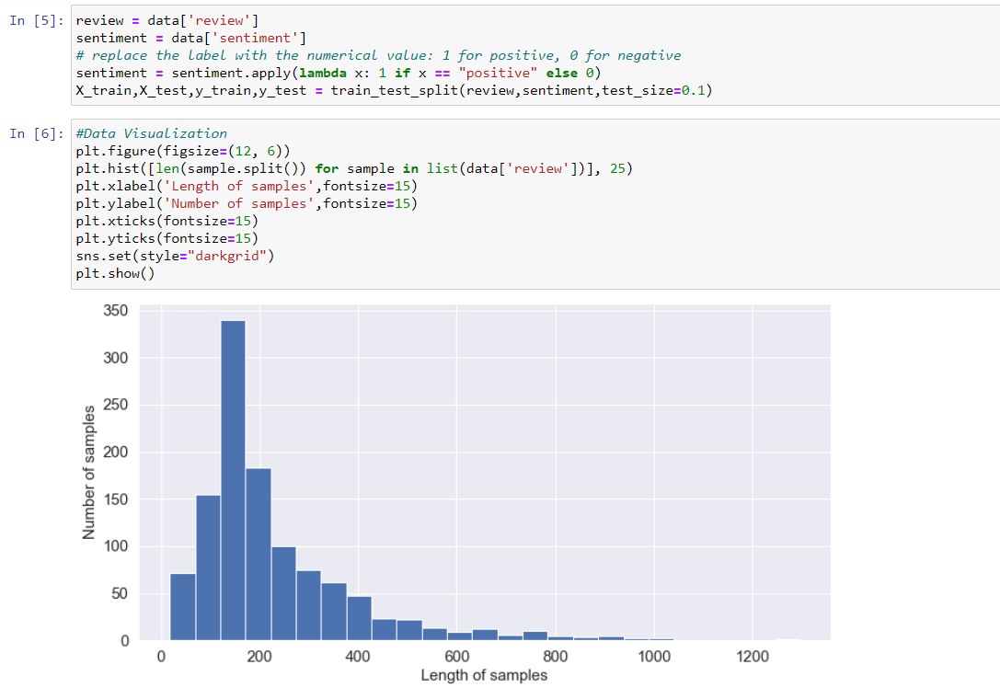 In [5]: review = data['review']
sentiment = data['sentiment']
# replace the label with the numerical value: 1 for positive, 0 for negative
sentiment = sentiment.apply(lambda x: 1 if x == "positive" else 0)
X_train,X_test,y_train,y_test = train_test_split(review,sentiment,test_size=0.1)
In [6]: #Data Visualization
plt.figure(figsize=(12, 6))
plt.hist([len(sample.split()) for sample in list(data['review'])], 25)
plt.xlabel('Length of samples',fontsize=15)
plt.ylabel('Number of samples',fontsize=15)
plt.xticks(fontsize=15)
plt.yticks(fontsize=15)
sns.set(style="darkgrid")
plt.show()
350
300
250
200
150
100
50
0
Number of samples
0 200 400 600 800 1000 1200
Length of samples